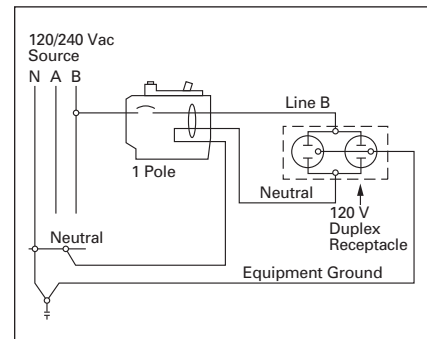 120/240 Vac
Source
N A B
Line B
1 Pole
Neutral
120 V
Duplex
Receptacle
Neutral
Equipment Ground